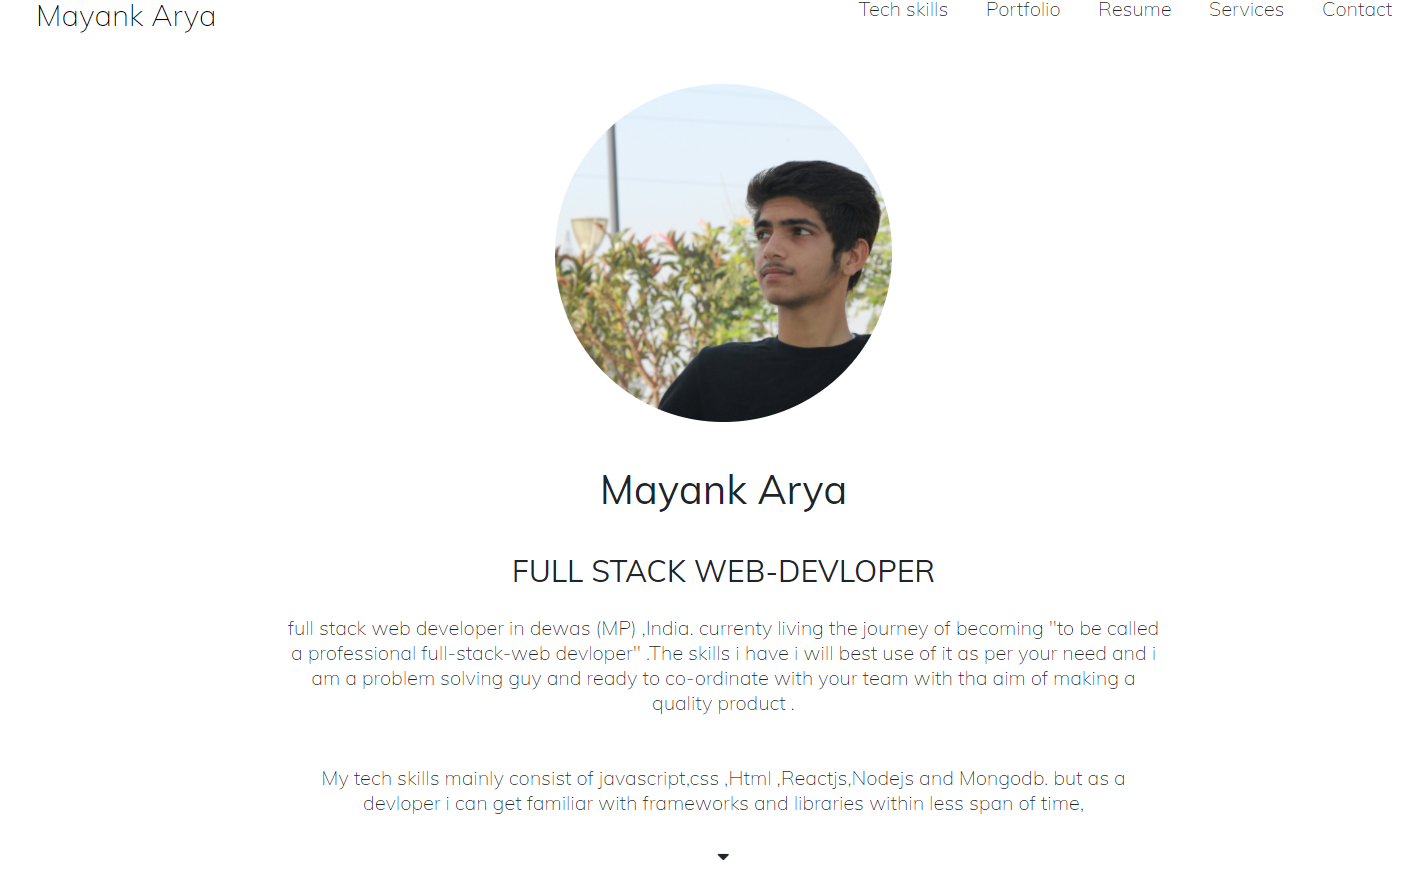 Mayank Arya
Tech skills
Portfolio
Resume
Services
Contact
Mayank Arya
FULL STACK WEB-DEVLOPER
full stack web developer in dewas (MP) ,India. currenty living the journey of becoming "to be called
a professional full-stack-web devloper" .The skills i have i will best use of it as per your need and i
am a problem solving guy and ready to co-ordinate with your team with tha aim of making a
quality product .
My tech skills mainly consist of javascript,css ,Html ,Reactjs,Nodejs and Mongodb. but as a
devloper i can get familiar with frameworks and libraries within less span of time,